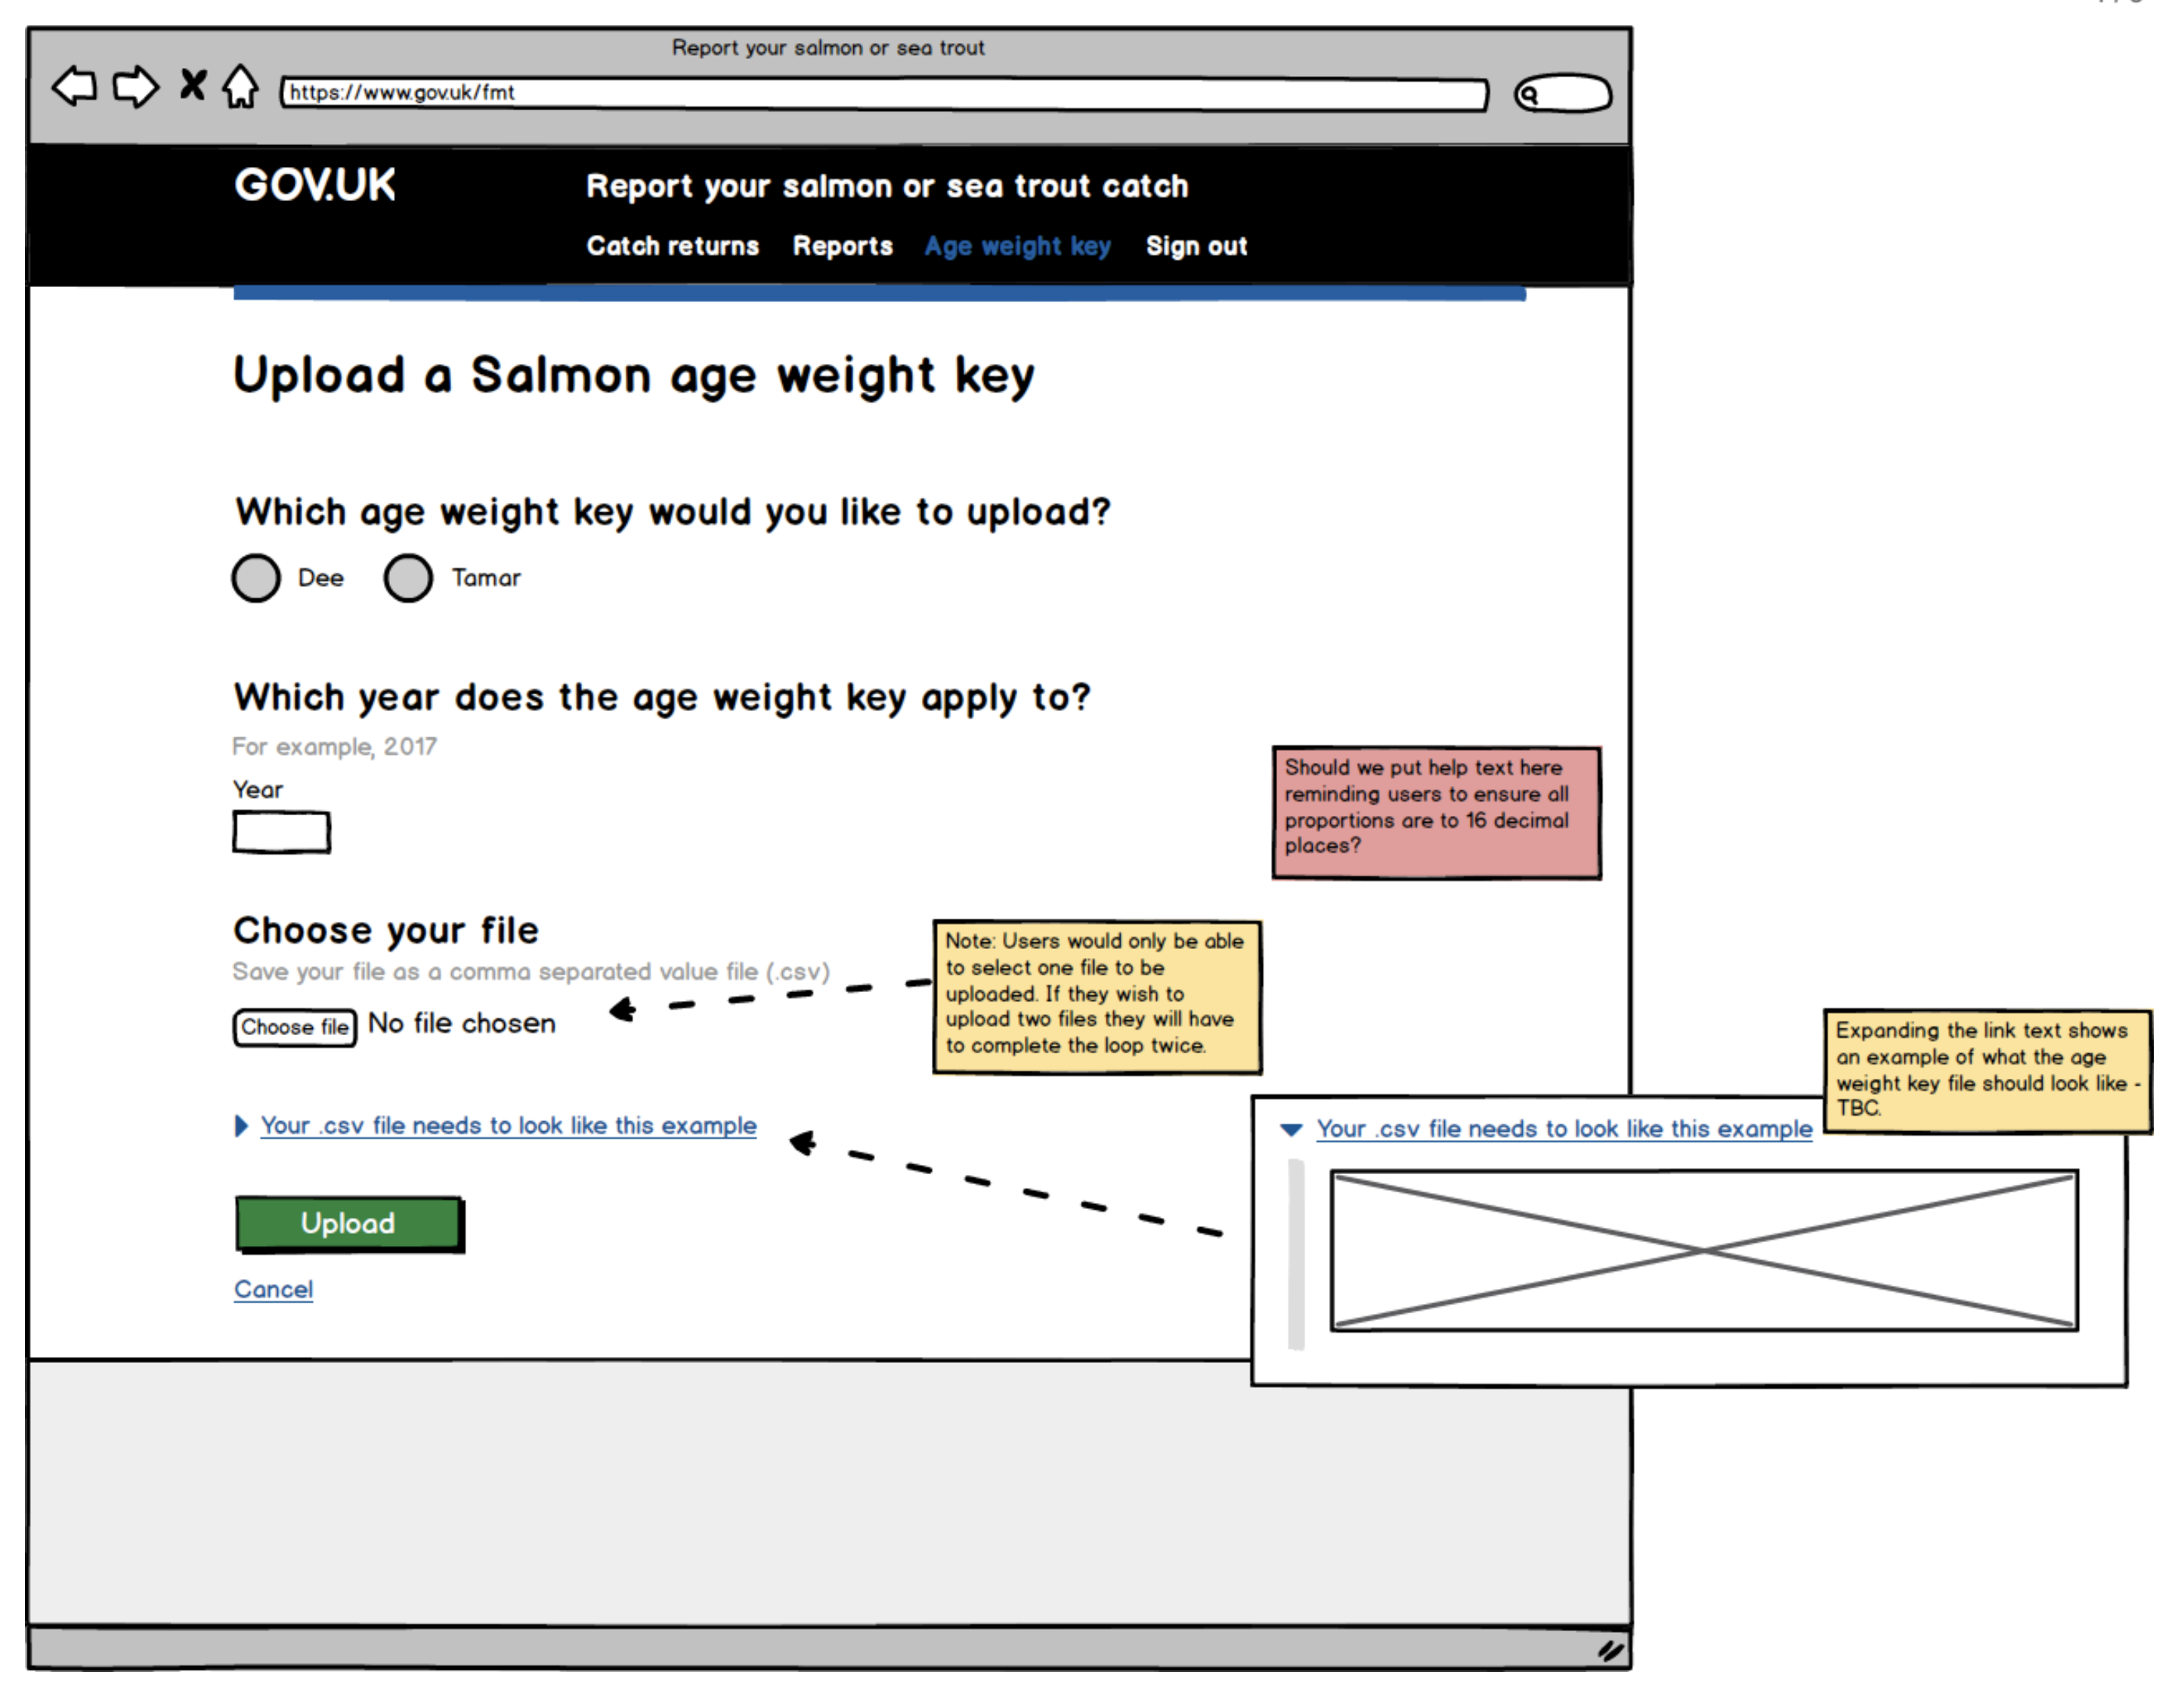 Report your salmon or sea trout
https://www.gov.uk/fmt
GOV.UK
Report your salmon or sea trout catch
Catch returns Reports Age weight key Sign out
Upload a Salmon age weight key
Which age weight key would you like to upload?
Dee Tamar
Which year does the age weight key apply to?
For example, 2017
Year
Should we put help text here
reminding users to ensure all
proportions are to 16 decimal
places?
Choose your file
Save your file as a comma separated value file (.csv)
Choose file No file chosen
Note: Users would only be able
to select one file to be
uploaded. If they wish to
upload two files they will have
to complete the loop twice.
Your .csv file needs to look like this example
Expanding the link text shows
an example of what the age
weight key file should look like -
TBC.
Your .csv file needs to look like this example
Upload
Cancel